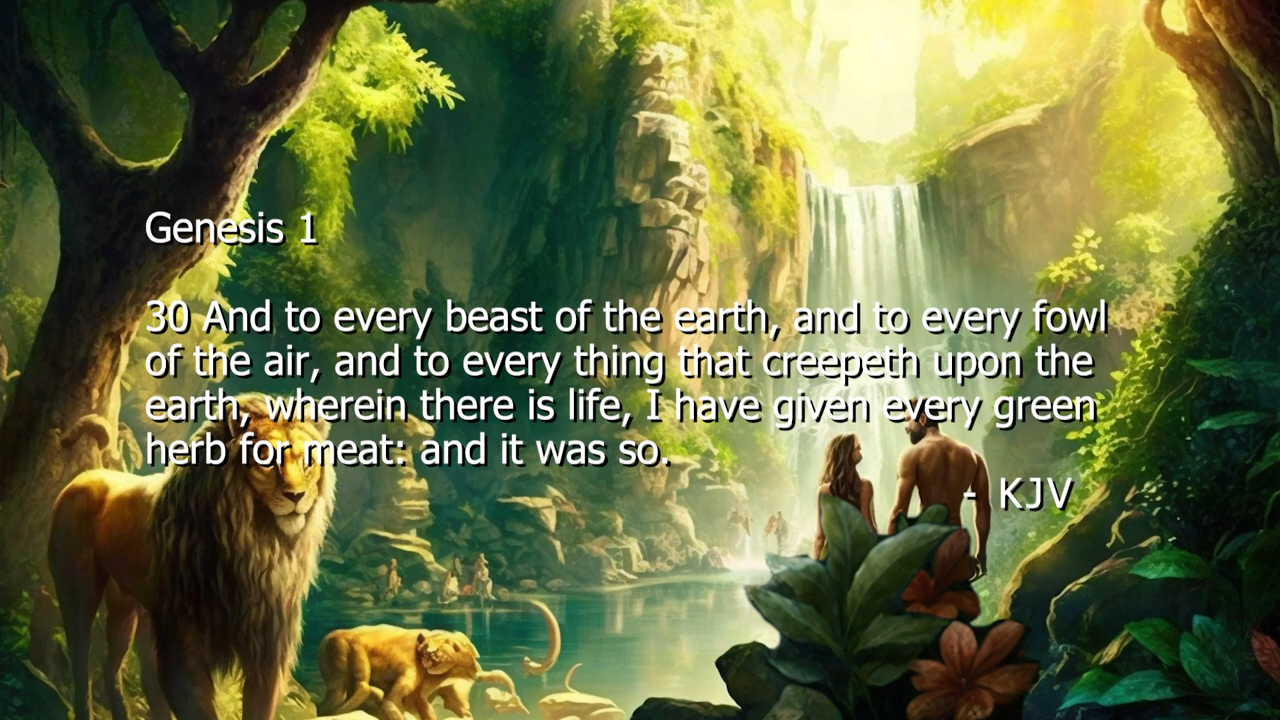 Genesis 1
30 And to every beast of the earth, and to every fowl
of the air, and to every thing that creepeth upon the
earth, wherein there is life, I have given every green
herb for meat: and it was so.
- KJV